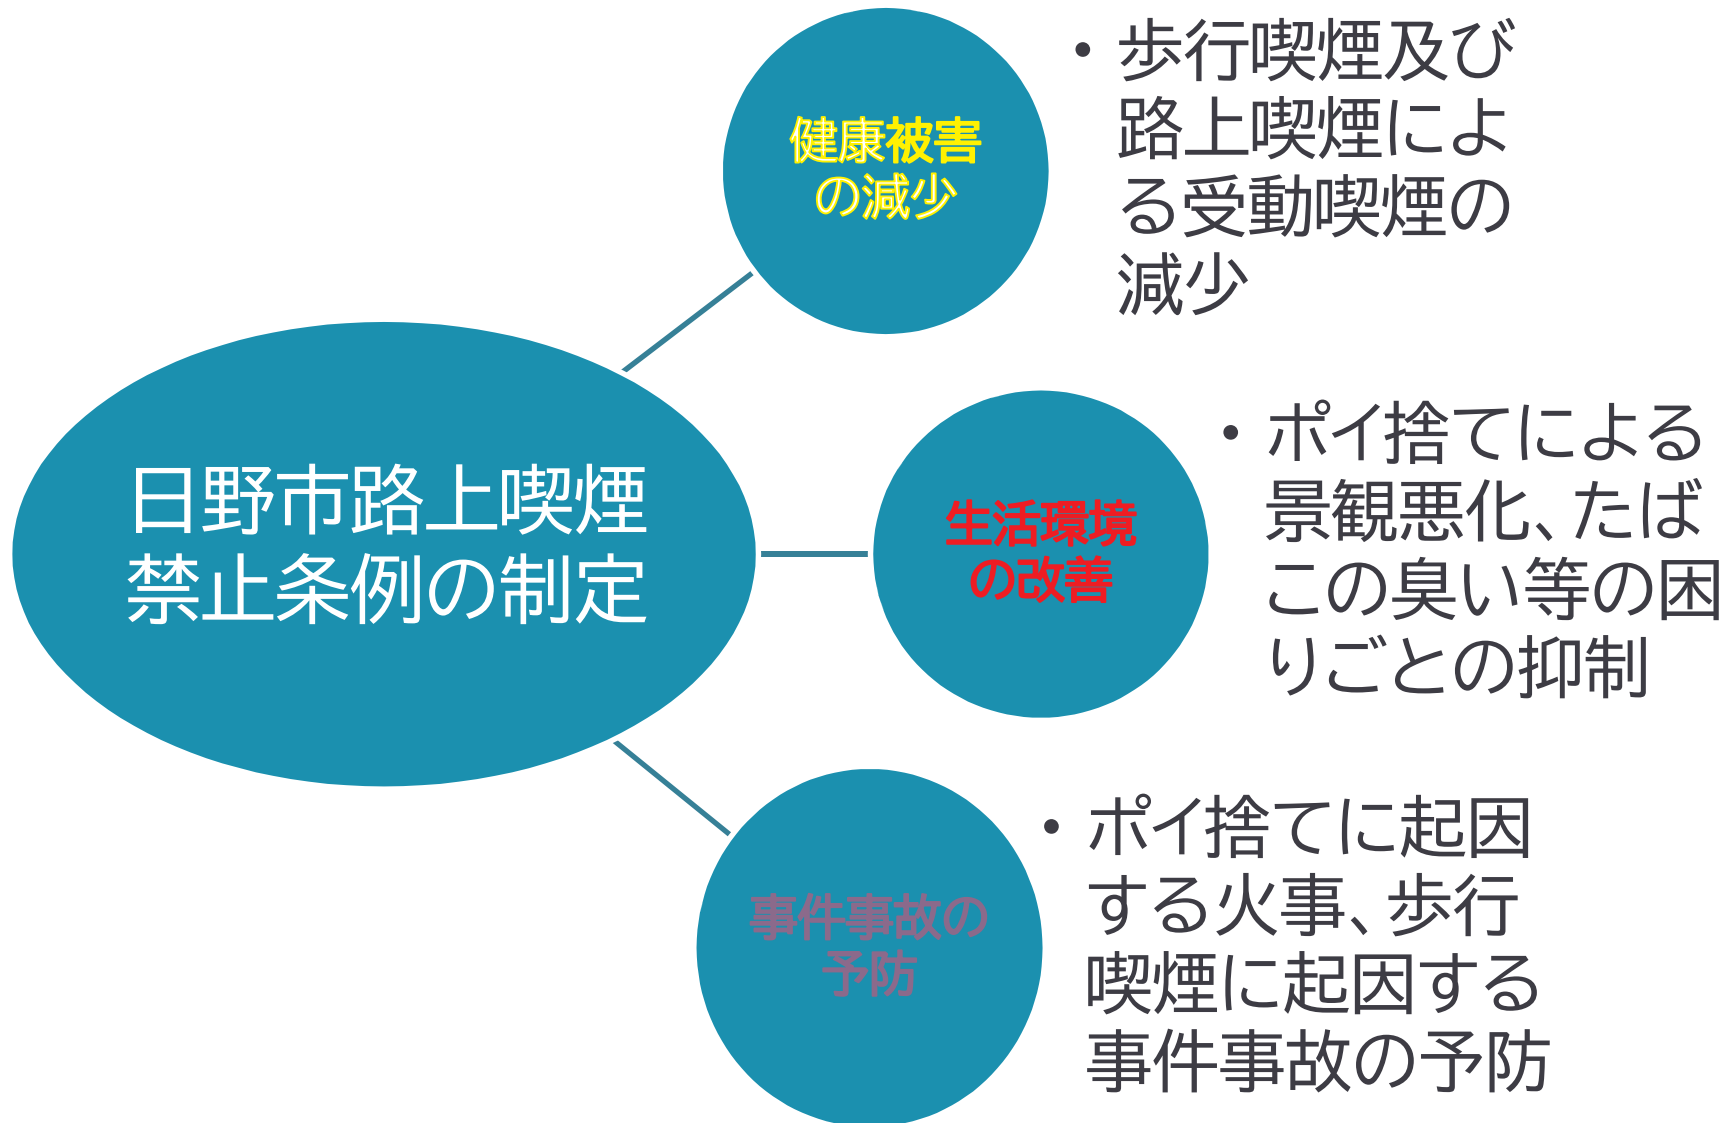 健康被害
の減少
・歩行喫煙及び
路上喫煙によ
る受動喫煙の
減少
日野市路上喫煙
禁止条例の制定
生活環境
の改善
・ポイ捨てによる
景観悪化、たば
この臭い等の困
りごとの抑制
事件事故の
予防
・ポイ捨てに起因
する火事、歩行
喫煙に起因する
事件事故の予防